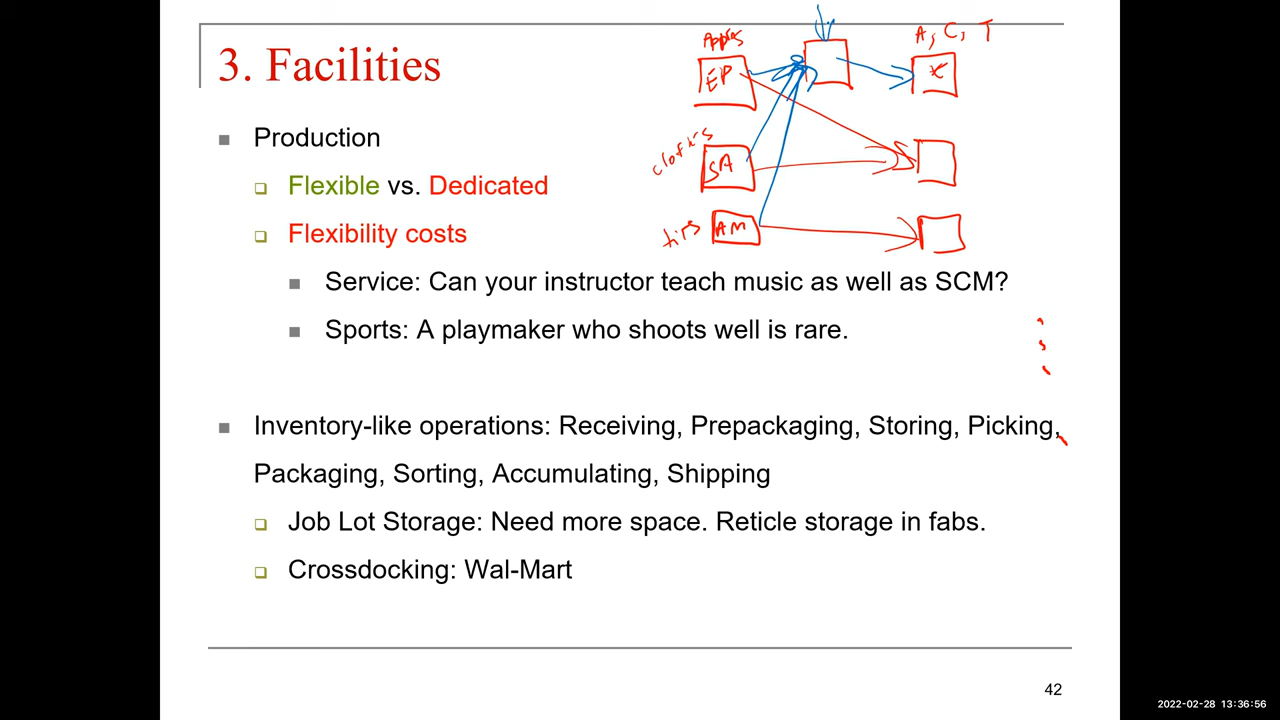 3. Facilities
Apples
A, C, T
EP
clothes
SA
AM
Production
Flexible vs. Dedicated
Flexibility costs
Service: Can your instructor teach music as well as SCM?
Sports: A playmaker who shoots well is rare.
Inventory-like operations: Receiving, Prepackaging, Storing, Picking,
Packaging, Sorting, Accumulating, Shipping
Job Lot Storage: Need more space. Reticle storage in fabs.
Crossdocking: Wal-Mart
42
2022-02-28 13:36:56